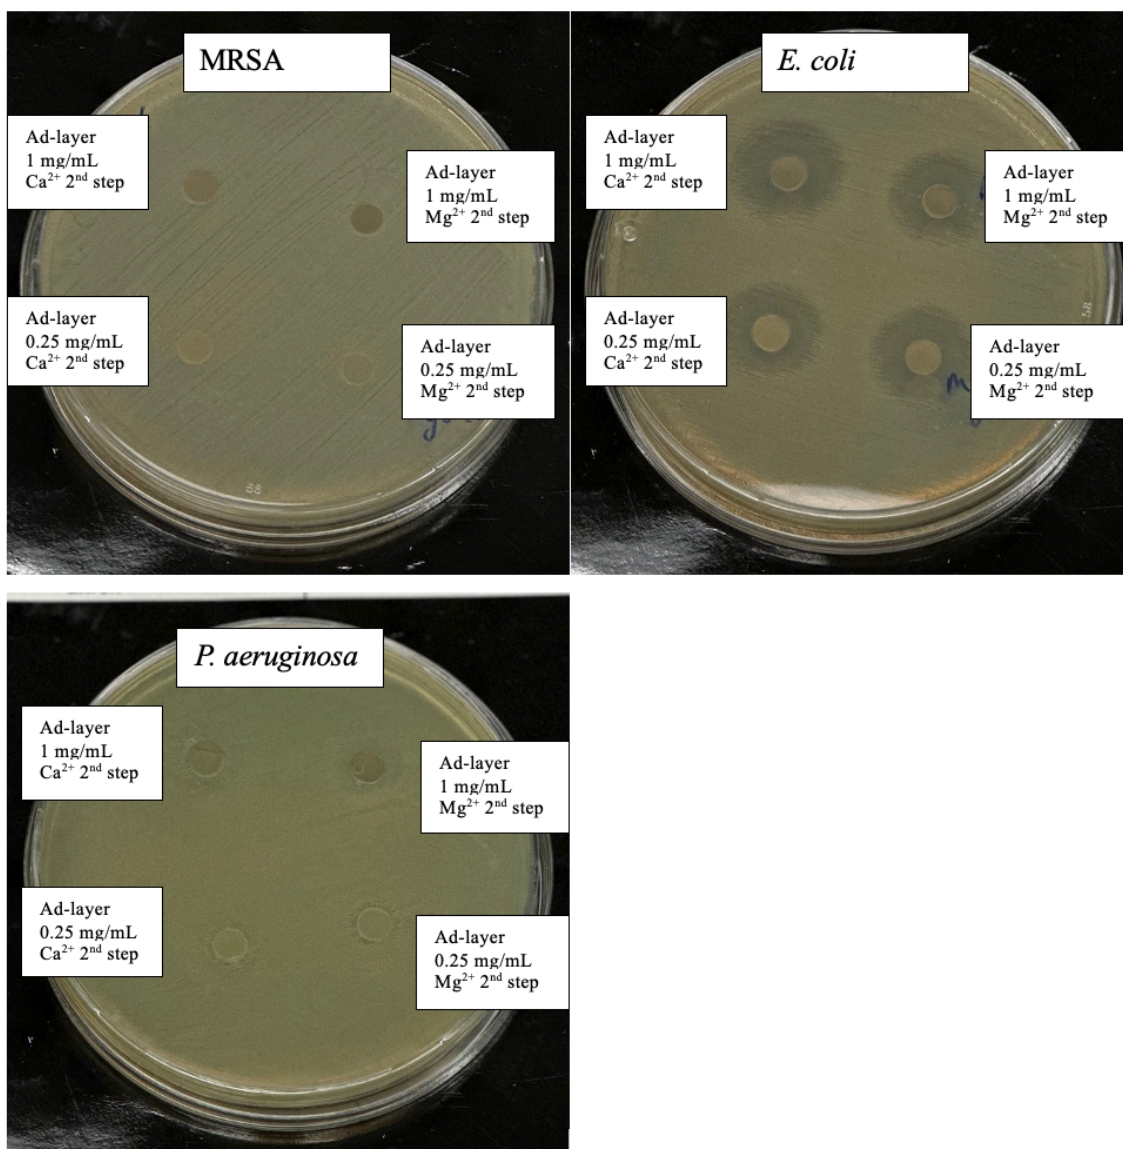 MRSA
Ad-layer
1 mg/mL
Ca²⁺ 2ⁿᵈ step
Ad-layer
1 mg/mL
Mg²⁺ 2ⁿᵈ step
Ad-layer
0.25 mg/mL
Ca²⁺ 2ⁿᵈ step
Ad-layer
0.25 mg/mL
Mg²⁺ 2ⁿᵈ step
58
E. coli
Ad-layer
1 mg/mL
Ca²⁺ 2ⁿᵈ step
Ad-layer
1 mg/mL
Mg²⁺ 2ⁿᵈ step
58
Ad-layer
0.25 mg/mL
Ca²⁺ 2ⁿᵈ step
Ad-layer
0.25 mg/mL
Mg²⁺ 2ⁿᵈ step
P. aeruginosa
Ad-layer
1 mg/mL
Ca²⁺ 2ⁿᵈ step
Ad-layer
1 mg/mL
Mg²⁺ 2ⁿᵈ step
Ad-layer
0.25 mg/mL
Ca²⁺ 2ⁿᵈ step
Ad-layer
0.25 mg/mL
Mg²⁺ 2ⁿᵈ step